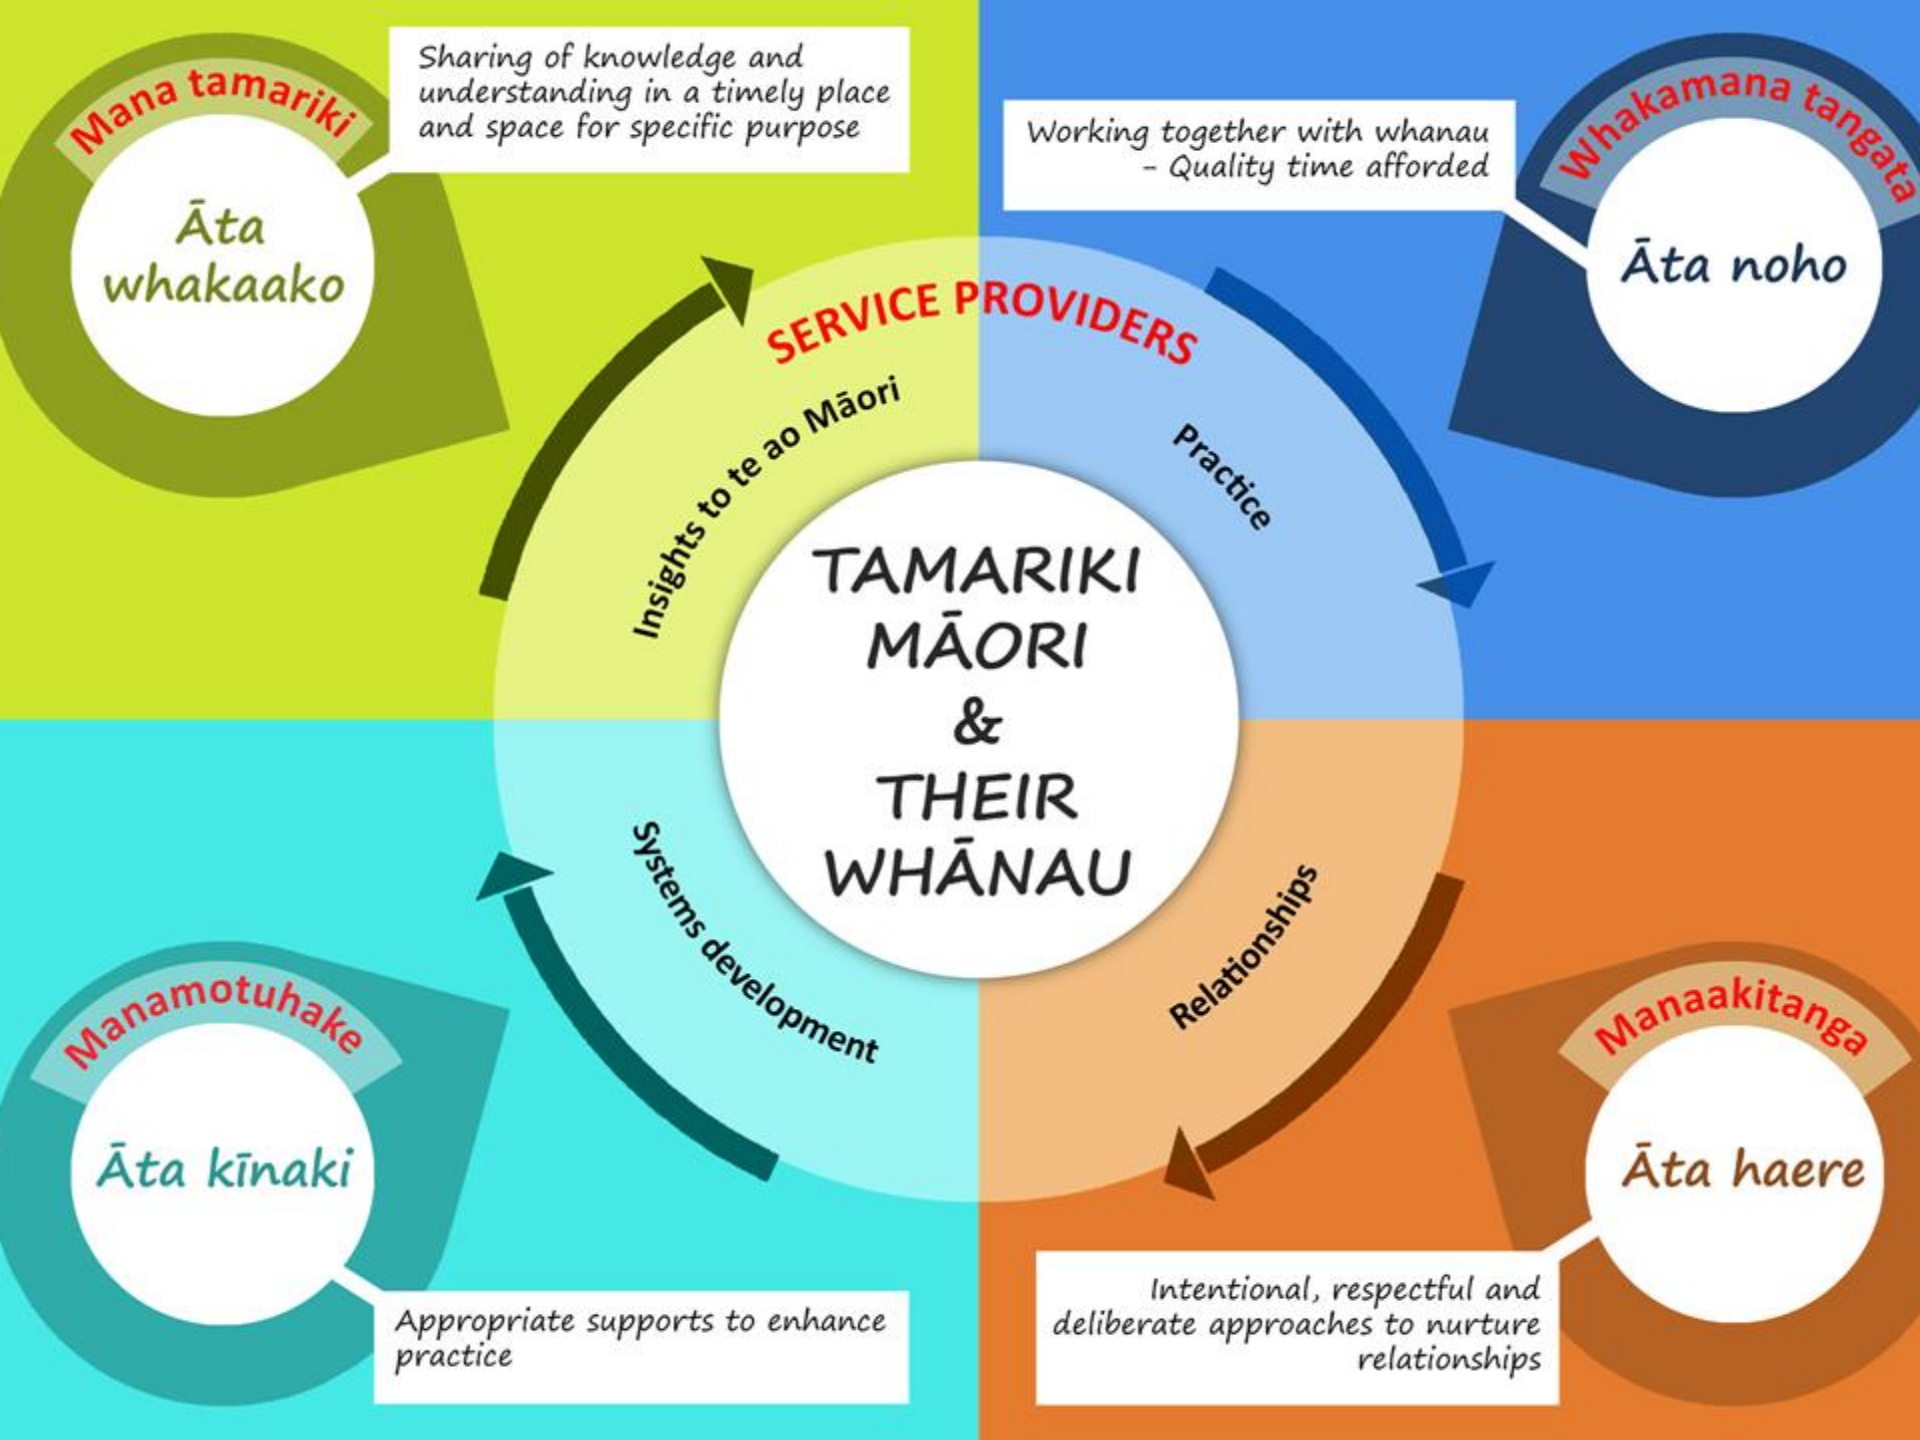 Mana tamariki
Āta
whakaako
Sharing of knowledge and
understanding in a timely place
and space for specific purpose
Working together with whanau
- Quality time afforded
Whakamana tangata
Āta noho
SERVICE PROVIDERS
Insights to te ao Māori
Practice
TAMARIKI
MĀORI
&
THEIR
WHĀNAU
Systems development
Relationships
Manamotuhake
Āta kīnaki
Appropriate supports to enhance
practice
Manaakitanga
Āta haere
Intentional, respectful and
deliberate approaches to nurture
relationships